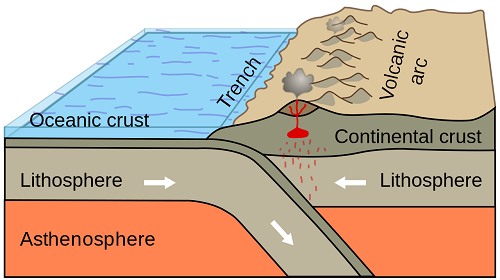 Volcanic
arc
Trench
Oceanic crust
Continental crust
Lithosphere
Lithosphere
Asthenosphere